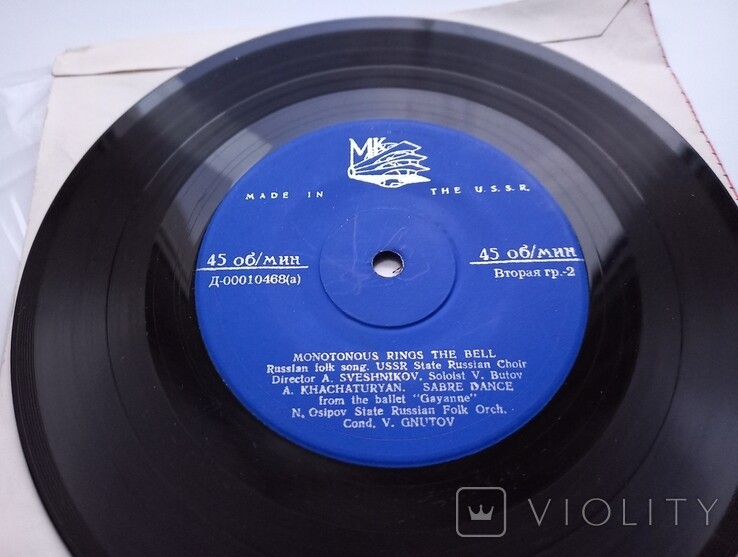 MK
MADE IN THE U.S.S.R.
45 об/мин 45 об/мин
Д-00010468(а) Вторая гр.-2
MONOTONOUS RINGS THE BELL
Russian folk song. USSR State Russian Choir
Director A. SVESHNIKOV. Soloist V. Butov
A. KHACHATURYAN. SABRE DANCE
from the ballet "Gayanne"
N. Osipov State Russian Folk Orch.
Cond. V. GNUTOV
VIOLITY